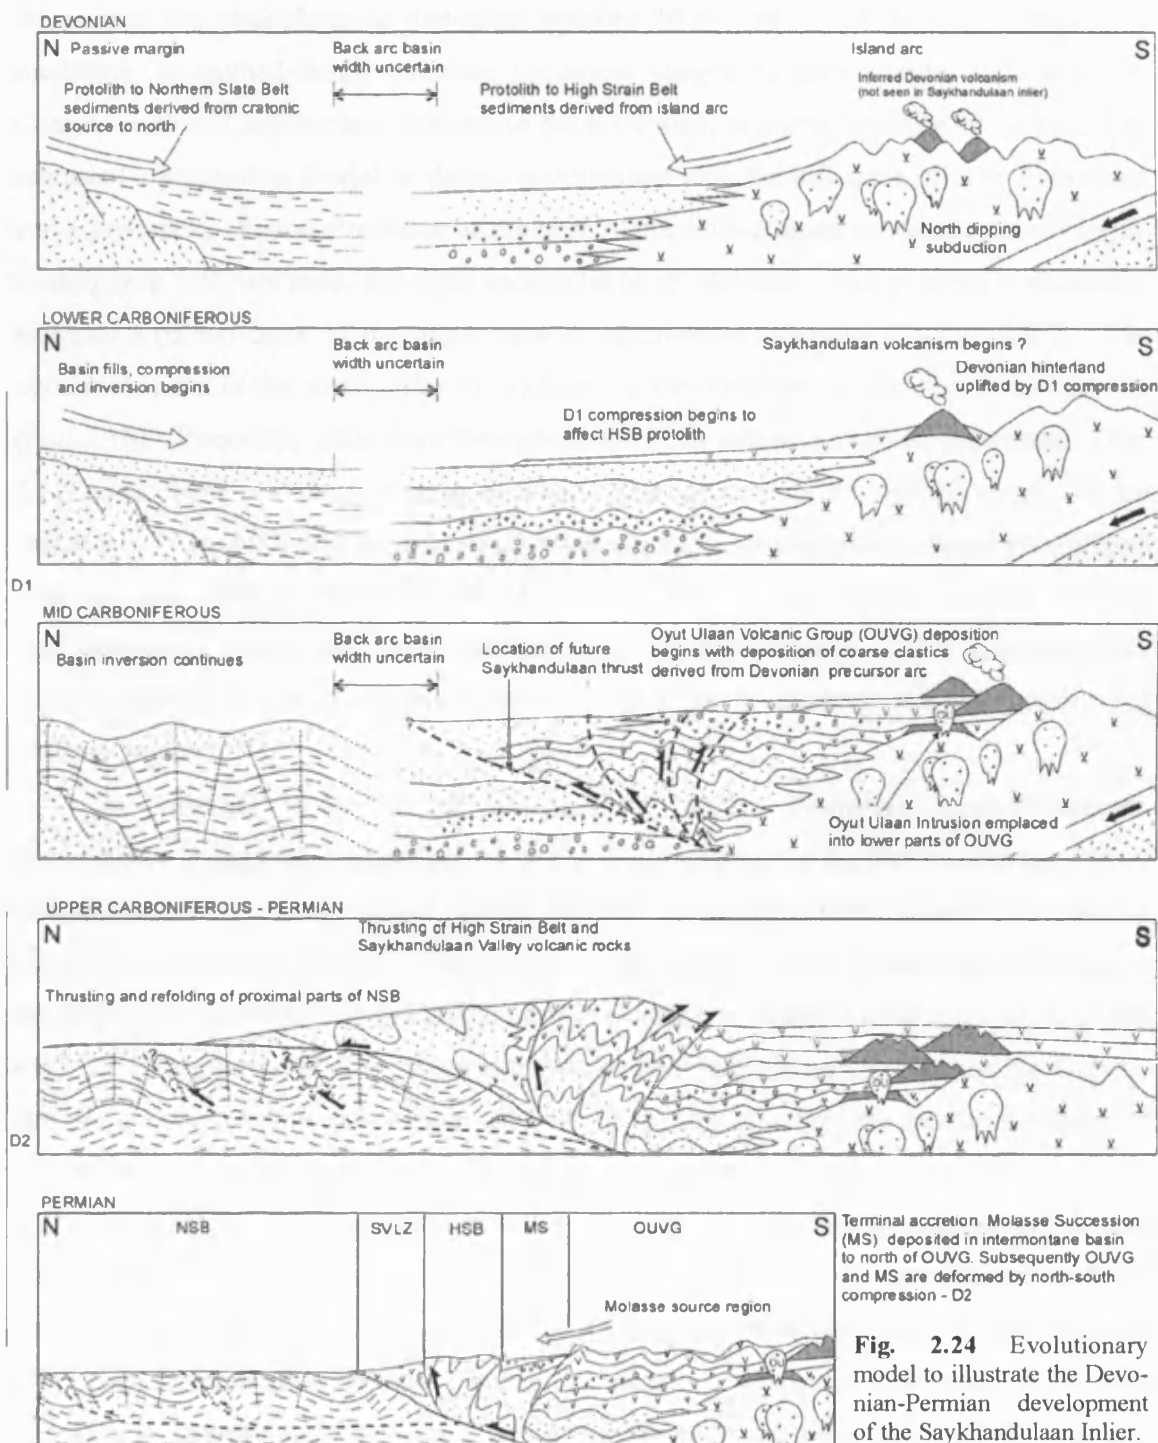 DEVONIAN
N Passive margin
Back arc basin
width uncertain
Island arc
S
Protolith to Northern Slate Belt
sediments derived from cratonic
source to north
Protolith to High Strain Belt
sediments derived from island arc
Inferred Devonian volcanism
(not seen in Saykhandulaan inlier)
North dipping
subduction
LOWER CARBONIFEROUS
N
Basin fills, compression
and inversion begins
Back arc basin
width uncertain
Saykhandulaan volcanism begins ?
S
Devonian hinterland
uplifted by D1 compression
D1 compression begins to
affect HSB protolith
D1
MID CARBONIFEROUS
N
Basin inversion continues
Back arc basin
width uncertain
Location of future
Saykhandulaan thrust
Oyut Ulaan Volcanic Group (OUVG) deposition
begins with deposition of coarse clastics
derived from Devonian precursor arc
S
OU
Oyut Ulaan Intrusion emplaced
into lower parts of OUVG
UPPER CARBONIFEROUS - PERMIAN
N
Thrusting of High Strain Belt and
Saykhandulaan Valley volcanic rocks
S
Thrusting and refolding of proximal parts of NSB
? ?
OU
D2
PERMIAN
N NSB SVLZ HSB MS OUVG S
Molasse source region
OU
Terminal accretion. Molasse Succession
(MS) deposited in intermontane basin
to north of OUVG. Subsequently OUVG
and MS are deformed by north-south
compression - D2
Fig. 2.24 Evolutionary
model to illustrate the Devo-
nian-Permian development
of the Saykhandulaan Inlier.